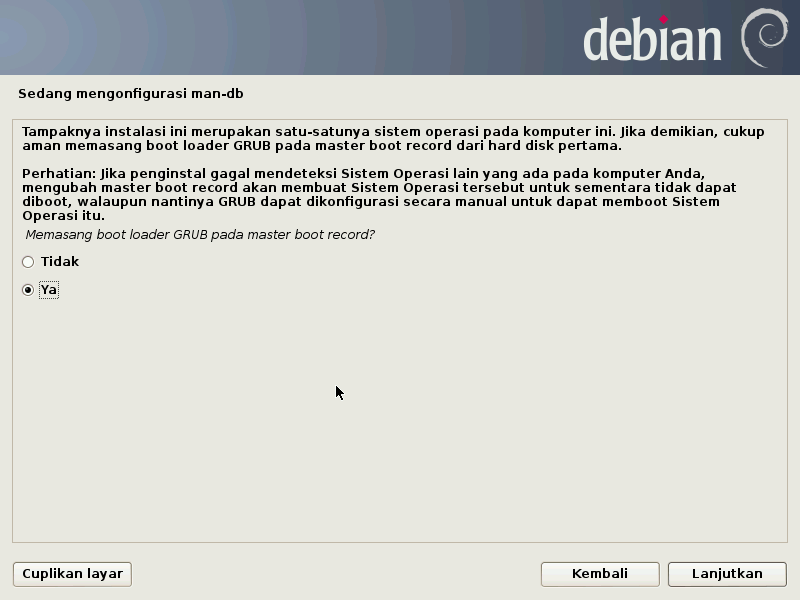 debian
Sedang mengonfigurasi man-db
Tampaknya instalasi ini merupakan satu-satunya sistem operasi pada komputer ini. Jika demikian, cukup
aman memasang boot loader GRUB pada master boot record dari hard disk pertama.
Perhatian: Jika penginstal gagal mendeteksi Sistem Operasi lain yang ada pada komputer Anda,
mengubah master boot record akan membuat Sistem Operasi tersebut untuk sementara tidak dapat
diboot, walaupun nantinya GRUB dapat dikonfigurasi secara manual untuk dapat memboot Sistem
Operasi itu.
Memasang boot loader GRUB pada master boot record?
Tidak
Ya
Cuplikan layar
Kembali
Lanjutkan